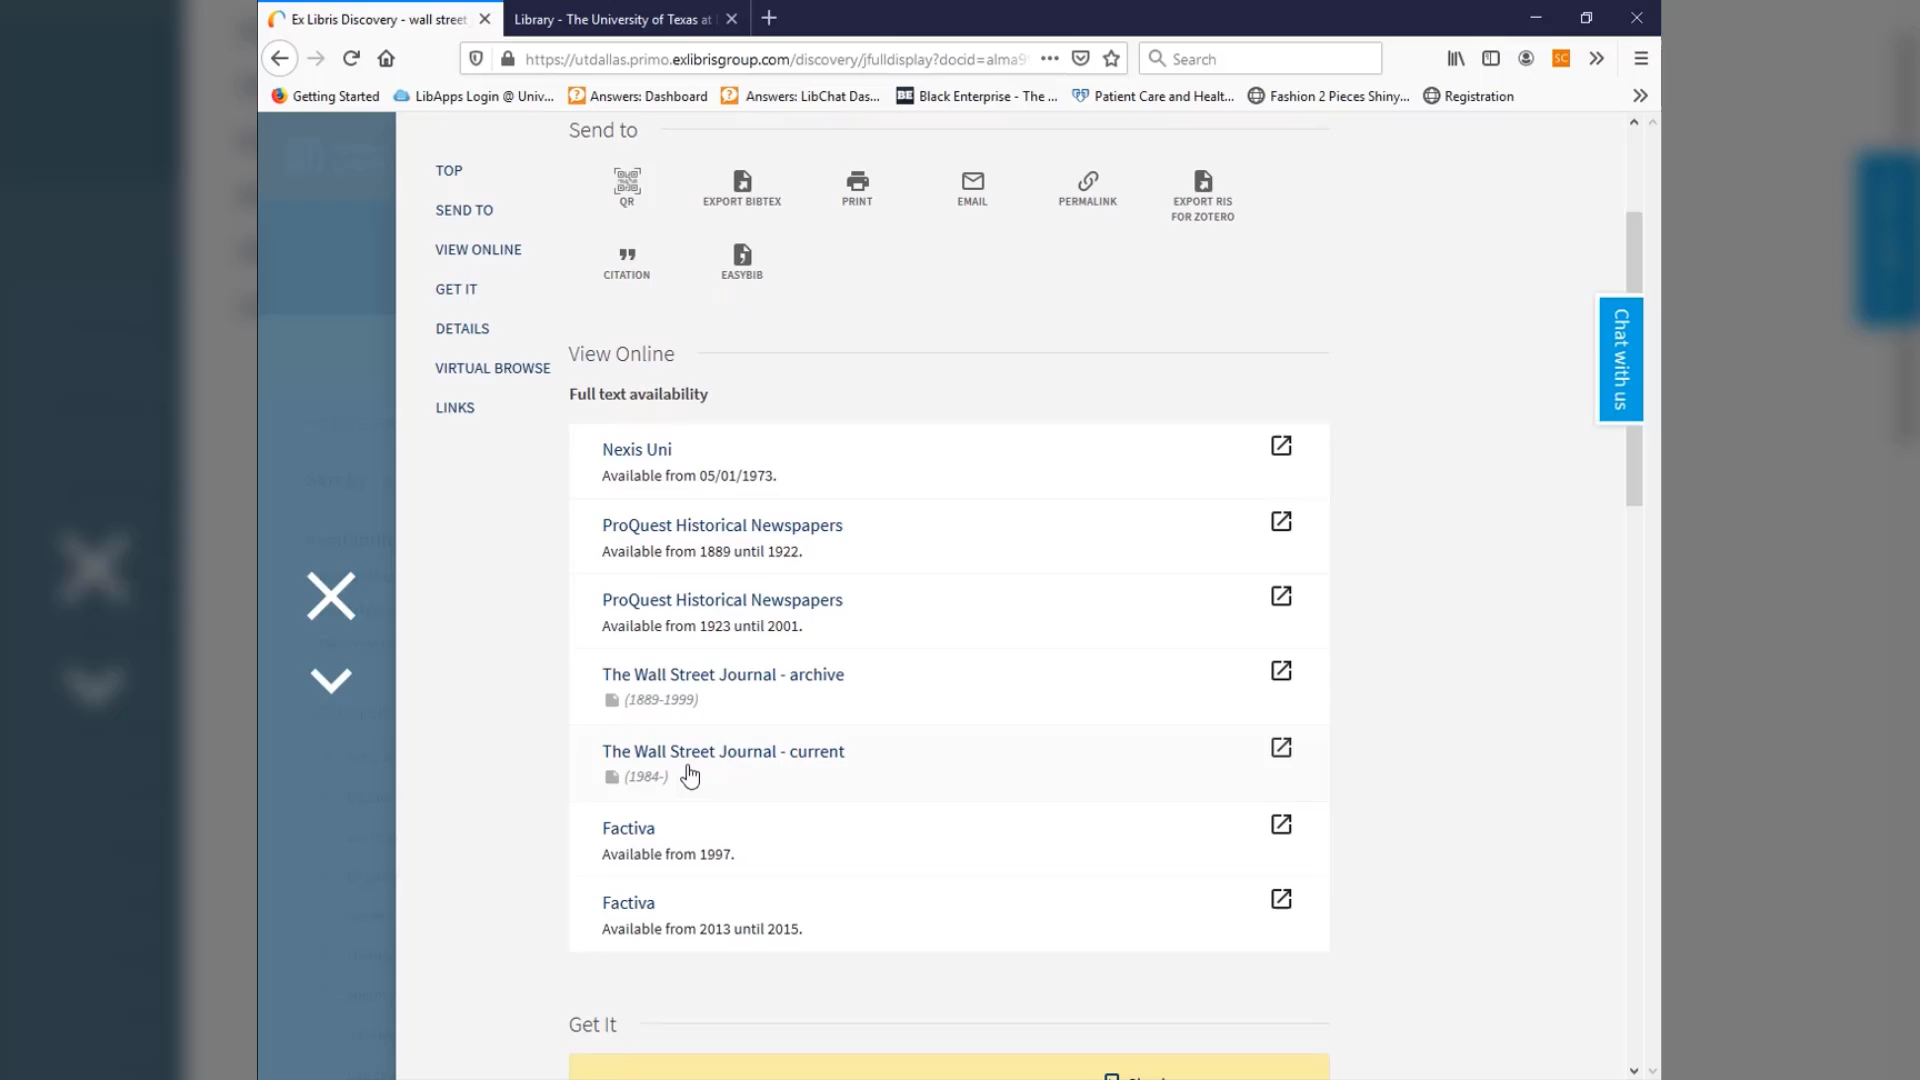 Ex Libris Discovery - wall street
Library - The University of Texas at
https://utdallas.primo.exlibrisgroup.com/discovery/jfulldisplay?docid=alma9
Search
SC
Getting Started
LibApps Login @ Univ...
Answers: Dashboard
Answers: LibChat Das...
BE
Black Enterprise - The ...
Patient Care and Healt...
Fashion 2 Pieces Shiny...
Registration
TOP
SEND TO
VIEW ONLINE
GET IT
DETAILS
VIRTUAL BROWSE
LINKS
Send to
QR
EXPORT BIBTEX
PRINT
EMAIL
PERMALINK
EXPORT RIS
FOR ZOTERO
CITATION
EASYBIB
View Online
Full text availability
Nexis Uni
Available from 05/01/1973.
ProQuest Historical Newspapers
Available from 1889 until 1922.
ProQuest Historical Newspapers
Available from 1923 until 2001.
The Wall Street Journal - archive
(1889-1999)
The Wall Street Journal - current
(1984-)
Factiva
Available from 1997.
Factiva
Available from 2013 until 2015.
Get It
Chat with us